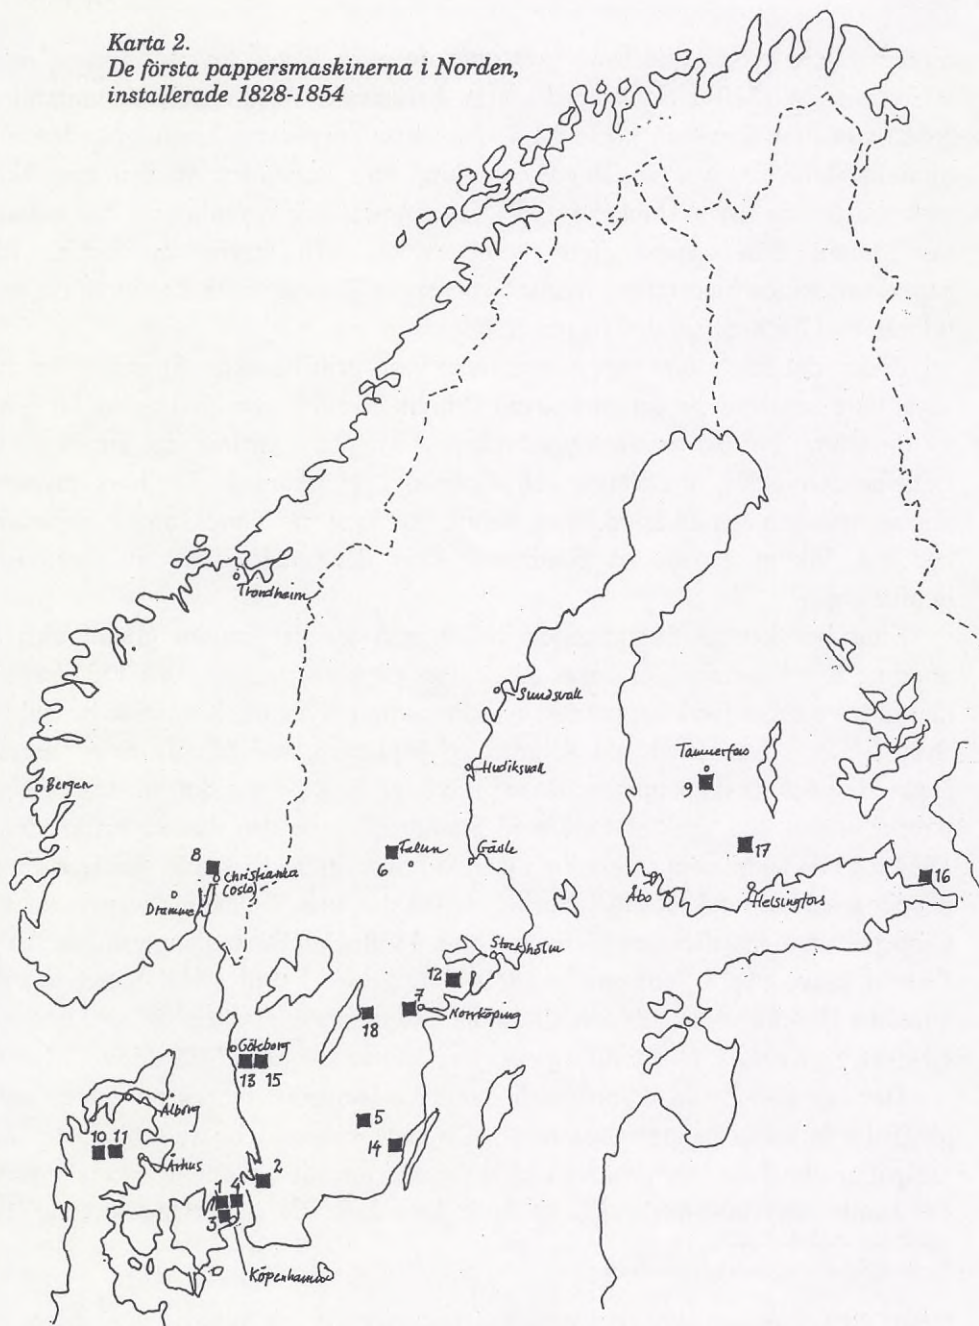 Karta 2.
De första pappersmaskinerna i Norden,
installerade 1828-1854
Trondheim
Sundsvall
Hudiksvall
Tammerfors
9
Bergen
8
Christianka
(Oslo)
Drammen
Falun
6
Gävle
17
16
Åbo
Helsingfors
Stockholm
12
7
Norrköping
18
Göteborg
13 15
Ålborg
10 11
Århus
5
14
2
1
3
Köpenhamn